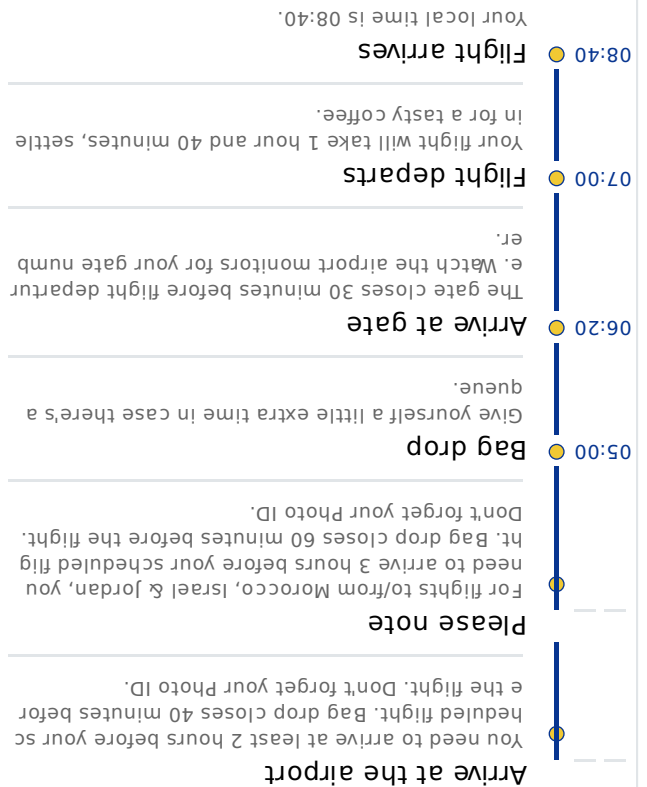 Arrive at the airport
You need to arrive at least 2 hours before your sc
heduled flight. Bag drop closes 40 minutes befor
e the flight. Don't forget your Photo ID.
Please note
For flights to/from Morocco, Israel & Jordan, you
need to arrive 3 hours before your scheduled flig
ht. Bag drop closes 60 minutes before the flight.
Don't forget your Photo ID.
05:00 Bag drop
Give yourself a little extra time in case there's a
queue.
06:20 Arrive at gate
The gate closes 30 minutes before flight departur
e. Watch the airport monitors for your gate numb
er.
07:00 Flight departs
Your flight will take 1 hour and 40 minutes, settle
in for a tasty coffee.
08:40 Flight arrives
Your local time is 08:40.